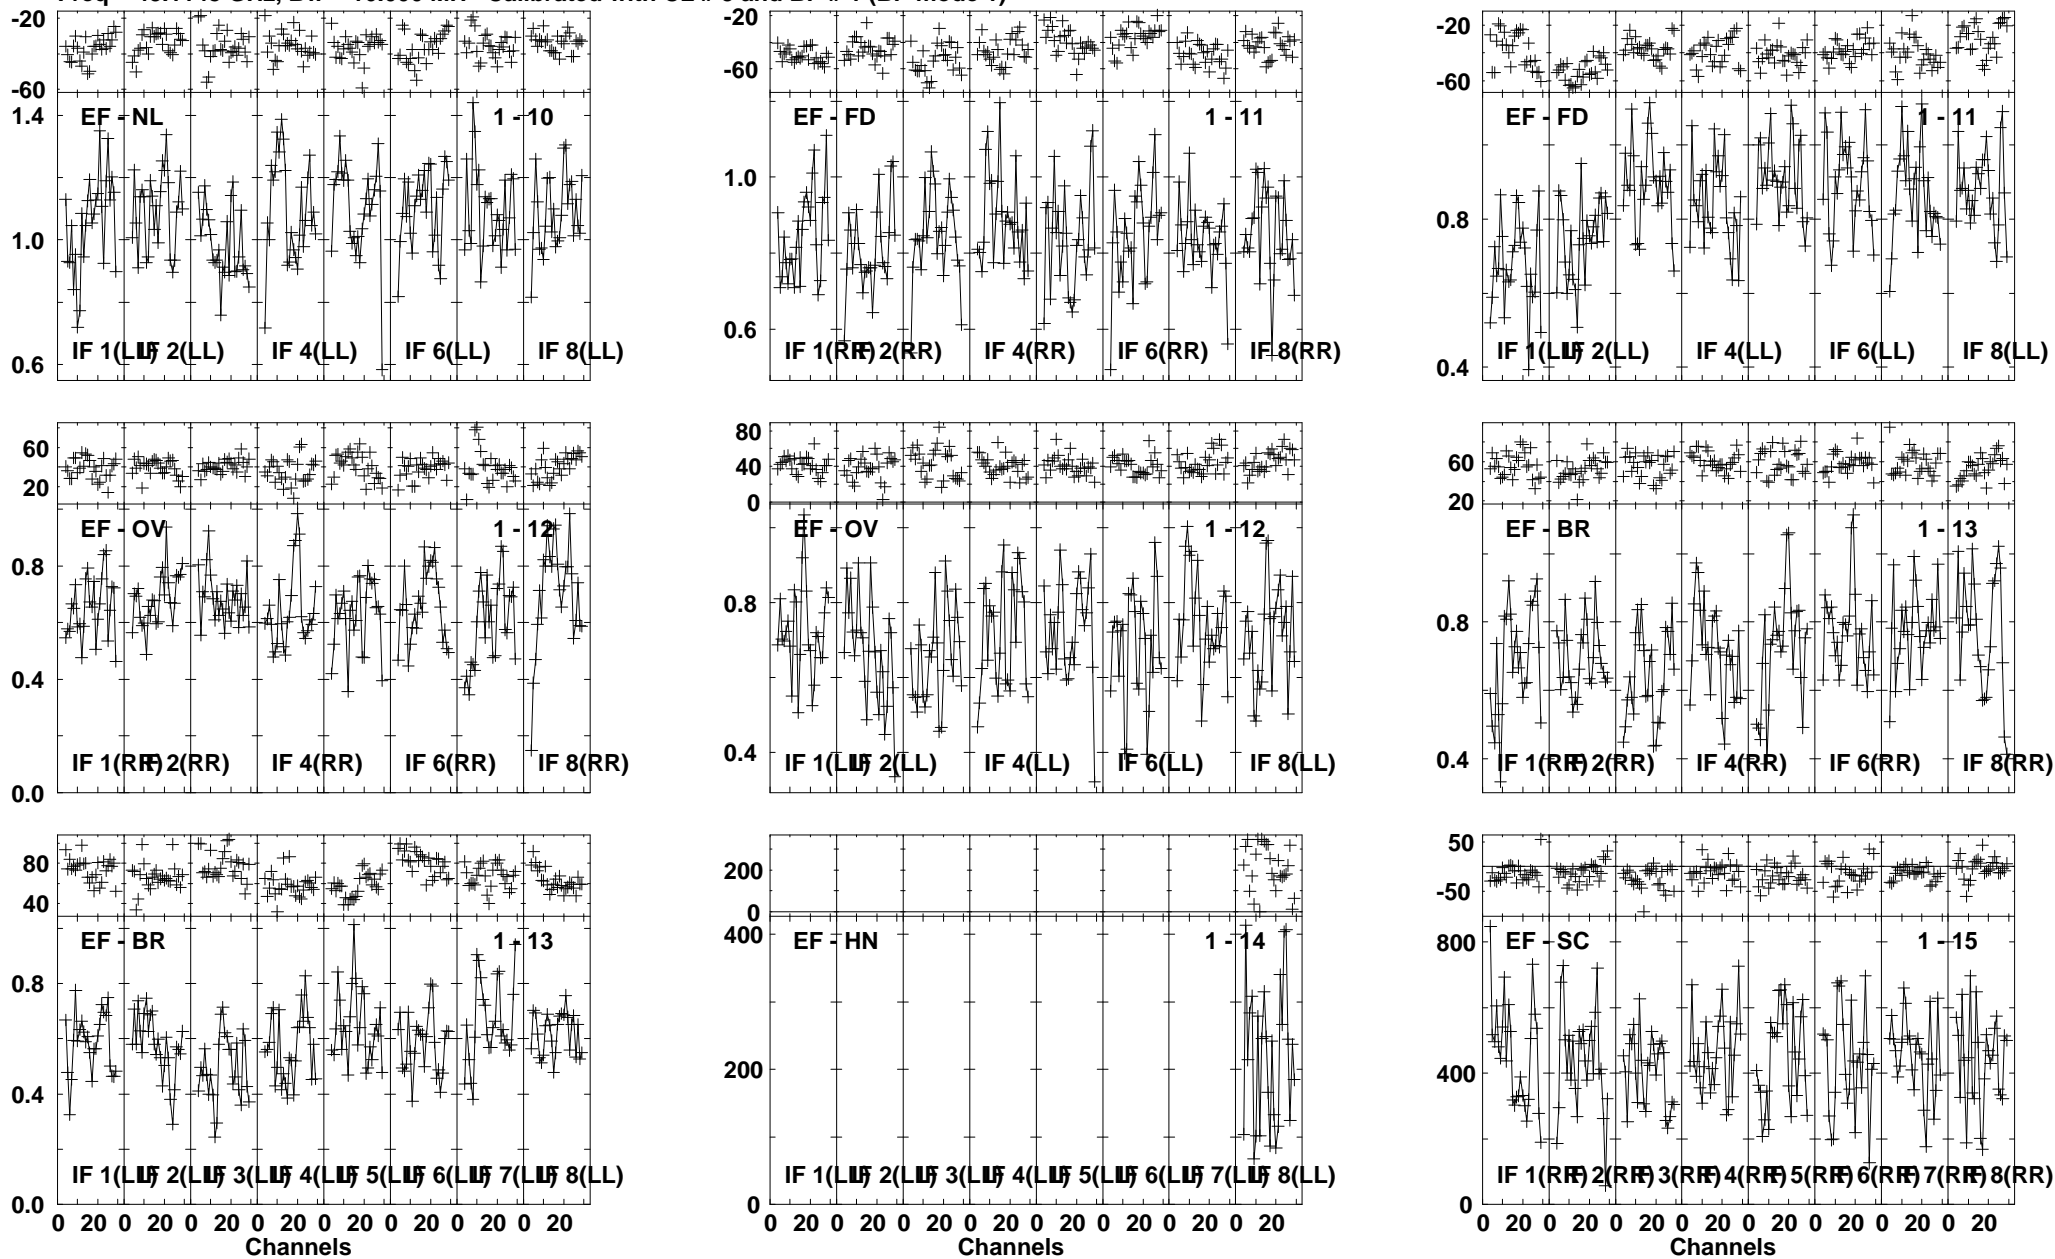 -20
-60
EF - NL 1 - 10
1.4
1.0
0.6
IF 1(LL) IF 2(LL) IF 4(LL) IF 6(LL) IF 8(LL)
-20
-60
EF - FD 1 - 11
1.0
0.6
IF 1(RR) IF 2(RR) IF 4(RR) IF 6(RR) IF 8(RR)
-20
-60
EF - FD 1 - 11
0.8
0.4
IF 1(LL) IF 2(LL) IF 4(LL) IF 6(LL) IF 8(LL)
60
20
EF - OV 1 - 12
0.8
0.4
0.0
IF 1(RR) IF 2(RR) IF 4(RR) IF 6(RR) IF 8(RR)
80
40
0
EF - OV 1 - 12
0.8
0.4
IF 1(LL) IF 2(LL) IF 4(LL) IF 6(LL) IF 8(LL)
60
20
EF - BR 1 - 13
0.8
0.4
IF 1(RR) IF 2(RR) IF 4(RR) IF 6(RR) IF 8(RR)
80
40
EF - BR 1 - 13
0.8
0.4
0.0
IF 1(LL) IF 2(LL) IF 3(LL) IF 4(LL) IF 5(LL) IF 6(LL) IF 7(LL) IF 8(LL)
0 20 0 20 0 20 0 20 0 20 0 20 0 20 0 20
Channels
200
0
EF - HN 1 - 14
400
200
0
IF 1(LL) IF 2(LL) IF 3(LL) IF 4(LL) IF 5(LL) IF 6(LL) IF 7(LL) IF 8(LL)
0 20 0 20 0 20 0 20 0 20 0 20 0 20 0 20
Channels
50
-50
EF - SC 1 - 15
800
400
0
IF 1(RR) IF 2(RR) IF 3(RR) IF 4(RR) IF 5(RR) IF 6(RR) IF 7(RR) IF 8(RR)
0 20 0 20 0 20 0 20 0 20 0 20 0 20 0 20
Channels